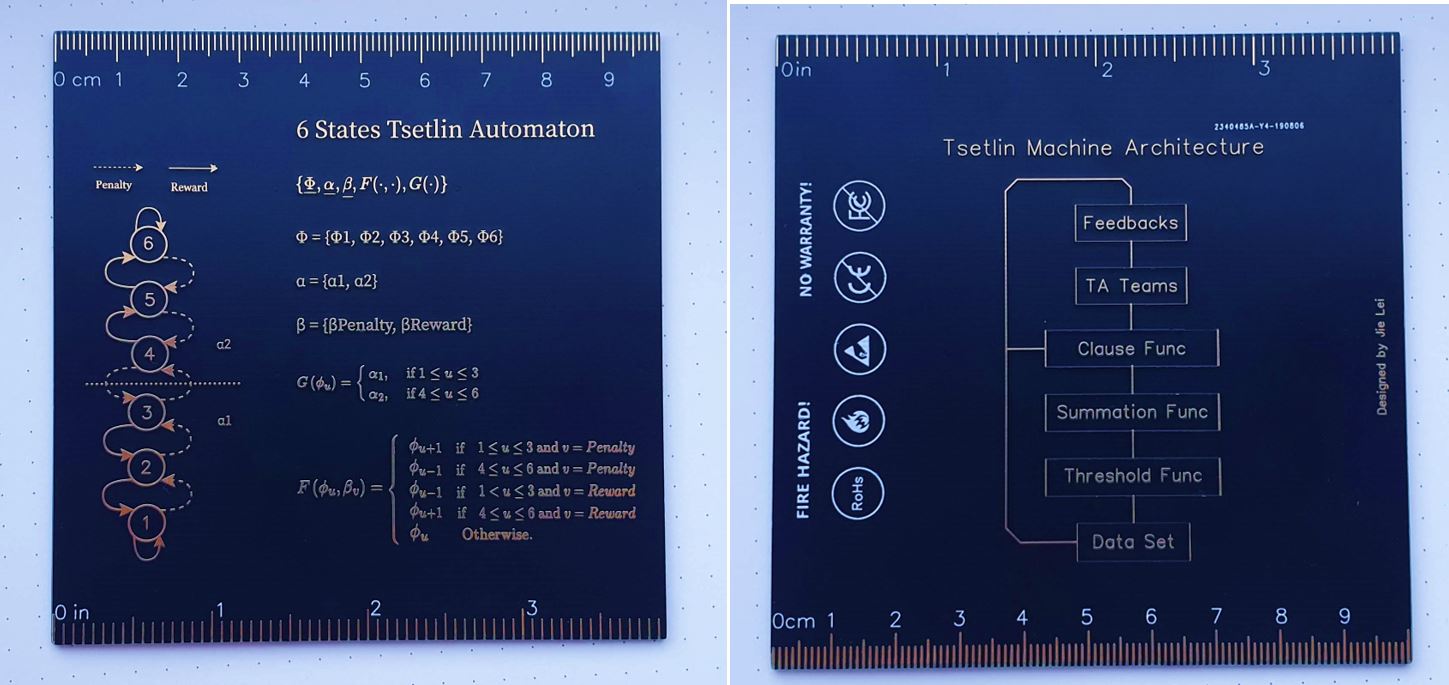 0 cm 1 2 3 4 5 6 7 8 9
6 States Tsetlin Automaton
Penalty Reward
{Φ, α, β, F(·,·), G(·)}
Φ = {Φ1, Φ2, Φ3, Φ4, Φ5, Φ6}
α = {α1, α2}
β = {βPenalty, βReward}
G(ϕu) = { α1, if 1 ≤ u ≤ 3
α2, if 4 ≤ u ≤ 6
F(ϕu, βv) = {
ϕu+1 if 1 ≤ u ≤ 3 and v = Penalty
ϕu−1 if 4 ≤ u ≤ 6 and v = Penalty
ϕu−1 if 1 < u ≤ 3 and v = Reward
ϕu+1 if 4 ≤ u ≤ 6 and v = Reward
ϕu Otherwise.
6
5
4
α2
3
α1
2
1
0 in 1 2 3
0in 1 2 3
2340485A-Y4-190806
Tsetlin Machine Architecture
NO WARRANTY!
FIRE HAZARD!
FC
CE
RoHs
Feedbacks
TA Teams
Clause Func
Summation Func
Threshold Func
Data Set
Designed by Jie Lei
0cm 1 2 3 4 5 6 7 8 9